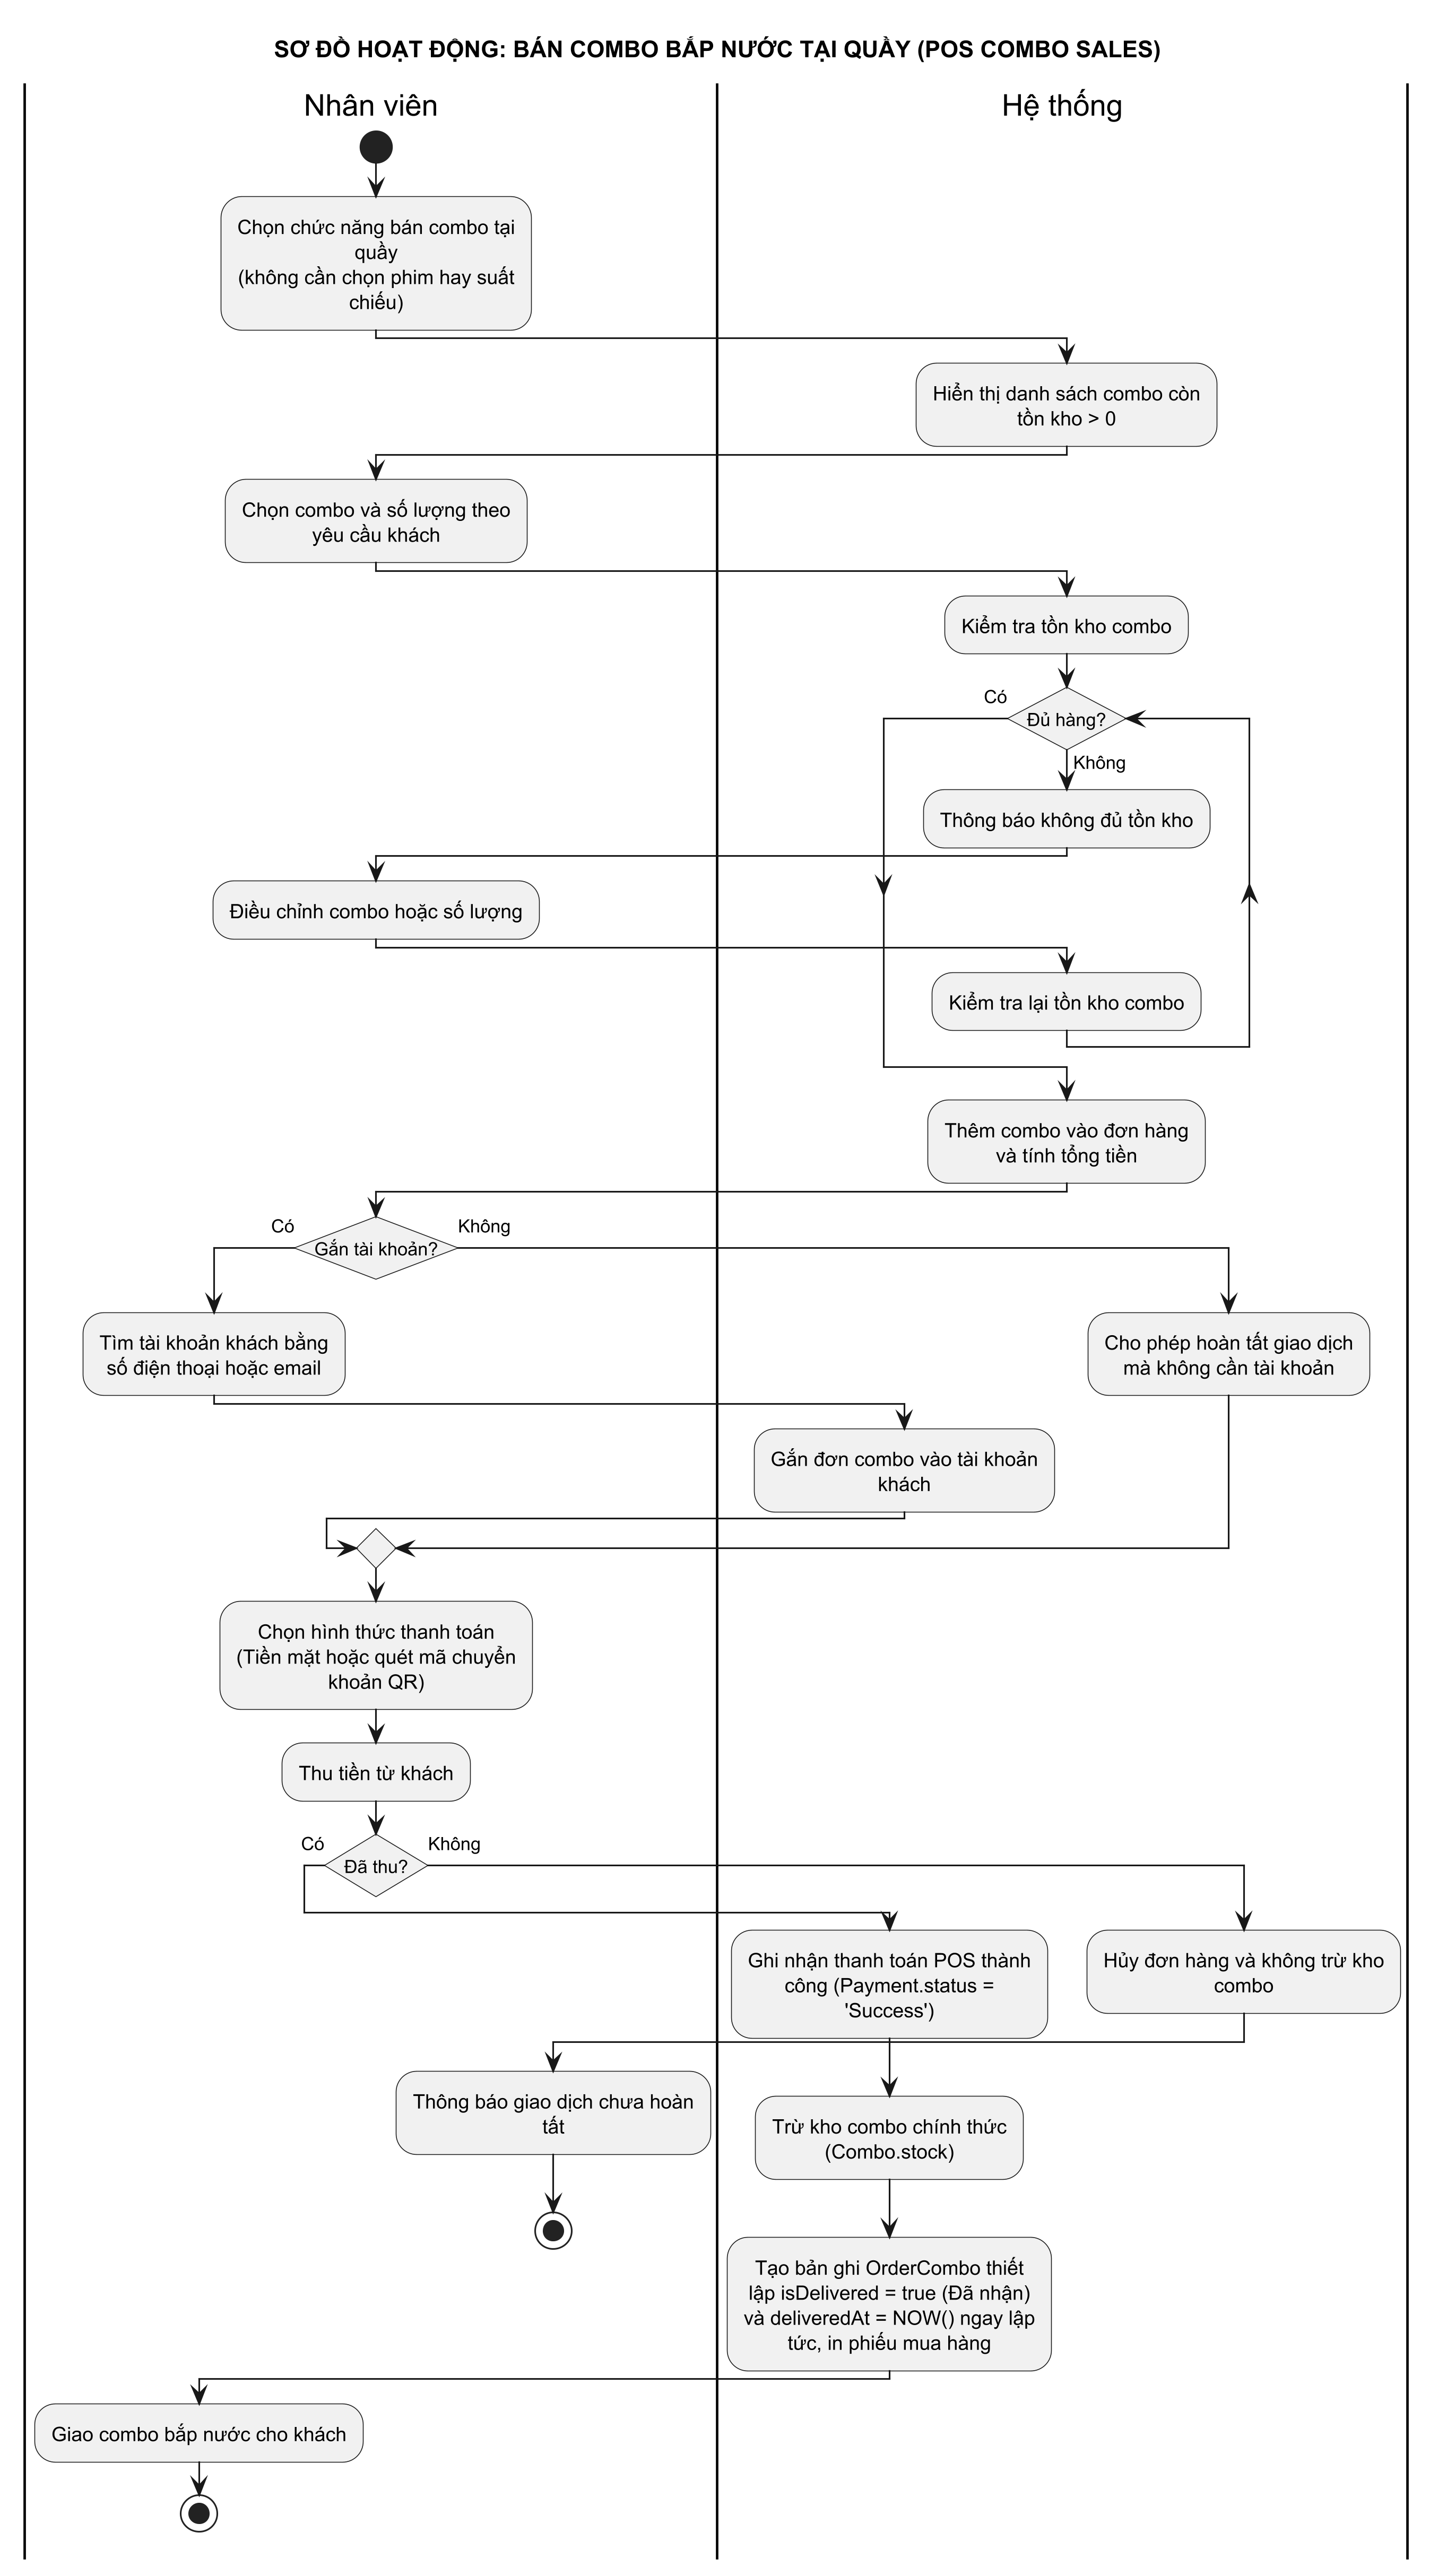 SƠ ĐỒ HOẠT ĐỘNG: BÁN COMBO BẮP NƯỚC TẠI QUẦY (POS COMBO SALES)
Nhân viên
Hệ thống
Chọn chức năng bán combo tại
quầy
(không cần chọn phim hay suất
chiếu)
Hiển thị danh sách combo còn
tồn kho > 0
Chọn combo và số lượng theo
yêu cầu khách
Kiểm tra tồn kho combo
Có
Đủ hàng?
Không
Thông báo không đủ tồn kho
Điều chỉnh combo hoặc số lượng
Kiểm tra lại tồn kho combo
Thêm combo vào đơn hàng
và tính tổng tiền
Có
Gắn tài khoản?
Không
Tìm tài khoản khách bằng
số điện thoại hoặc email
Cho phép hoàn tất giao dịch
mà không cần tài khoản
Gắn đơn combo vào tài khoản
khách
Chọn hình thức thanh toán
(Tiền mặt hoặc quét mã chuyển
khoản QR)
Thu tiền từ khách
Có
Đã thu?
Không
Ghi nhận thanh toán POS thành
công (Payment.status =
'Success')
Hủy đơn hàng và không trừ kho
combo
Thông báo giao dịch chưa hoàn
tất
Trừ kho combo chính thức
(Combo.stock)
Tạo bản ghi OrderCombo thiết
lập isDelivered = true (Đã nhận)
và deliveredAt = NOW() ngay lập
tức, in phiếu mua hàng
Giao combo bắp nước cho khách